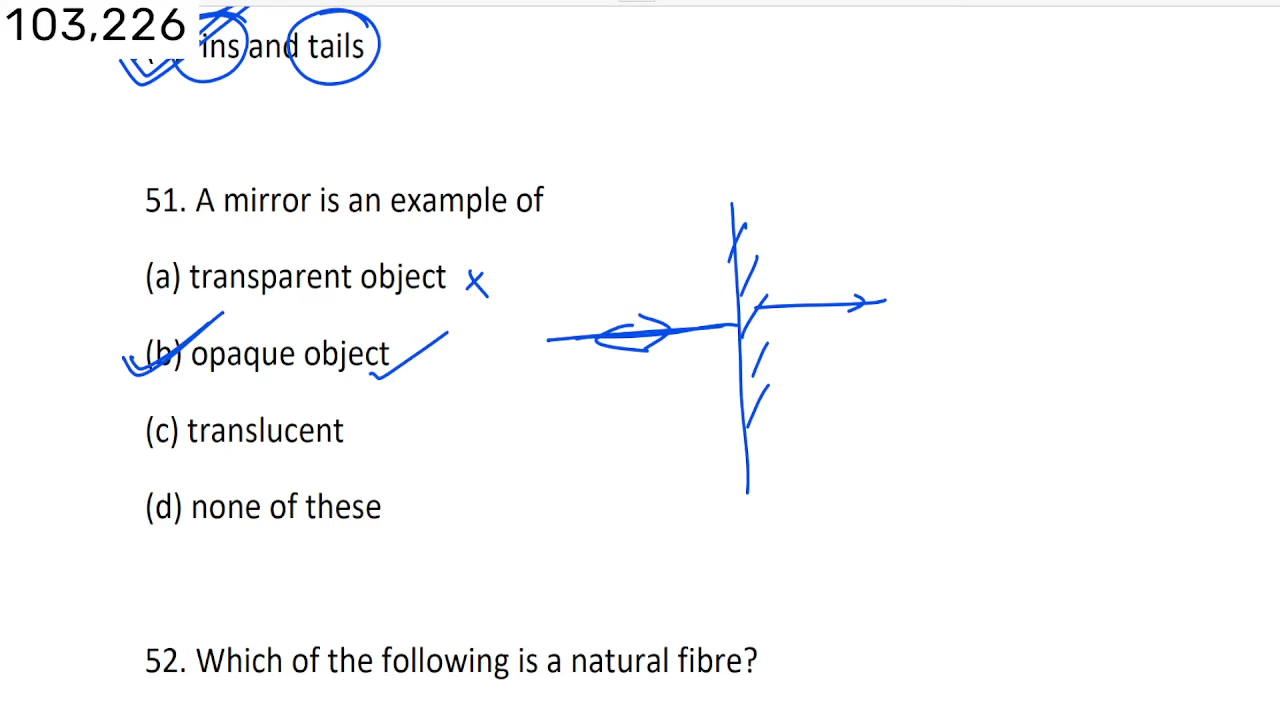 103,226
ins and tails
51. A mirror is an example of
(a) transparent object
(b) opaque object
(c) translucent
(d) none of these
52. Which of the following is a natural fibre?